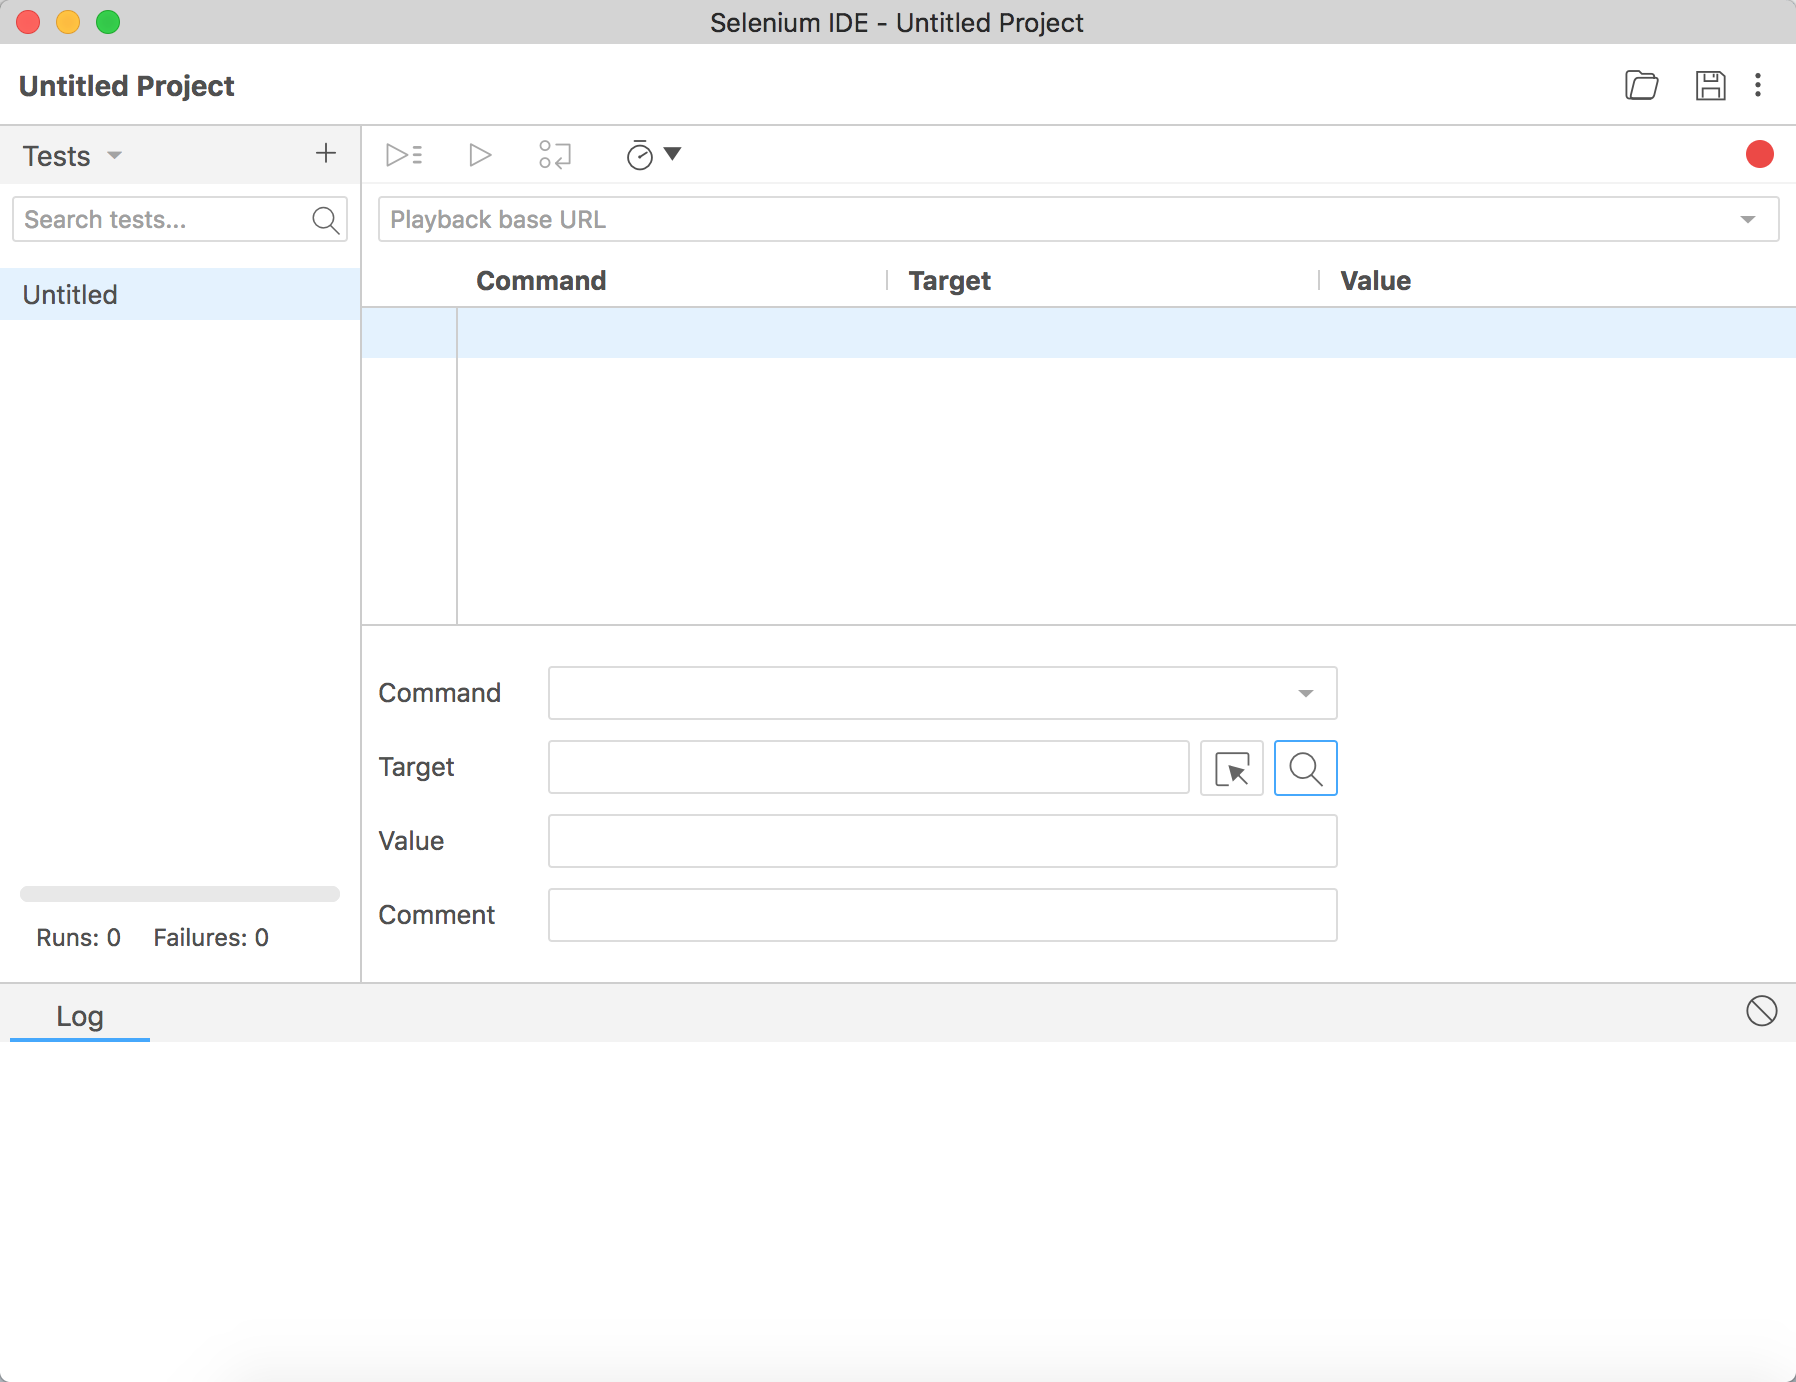 Selenium IDE - Untitled Project
Untitled Project
Tests
Search tests...
Playback base URL
Untitled
Command Target Value
Command
Target
Value
Comment
Runs: 0 Failures: 0
Log